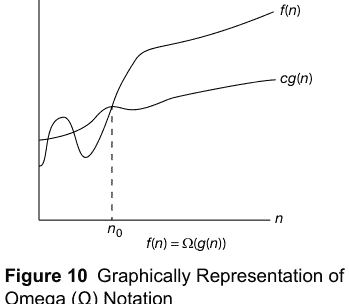 f(n)
cg(n)
n
n₀
f(n) = Ω(g(n))
Figure 10 Graphically Representation of
Omega (Ω) Notation